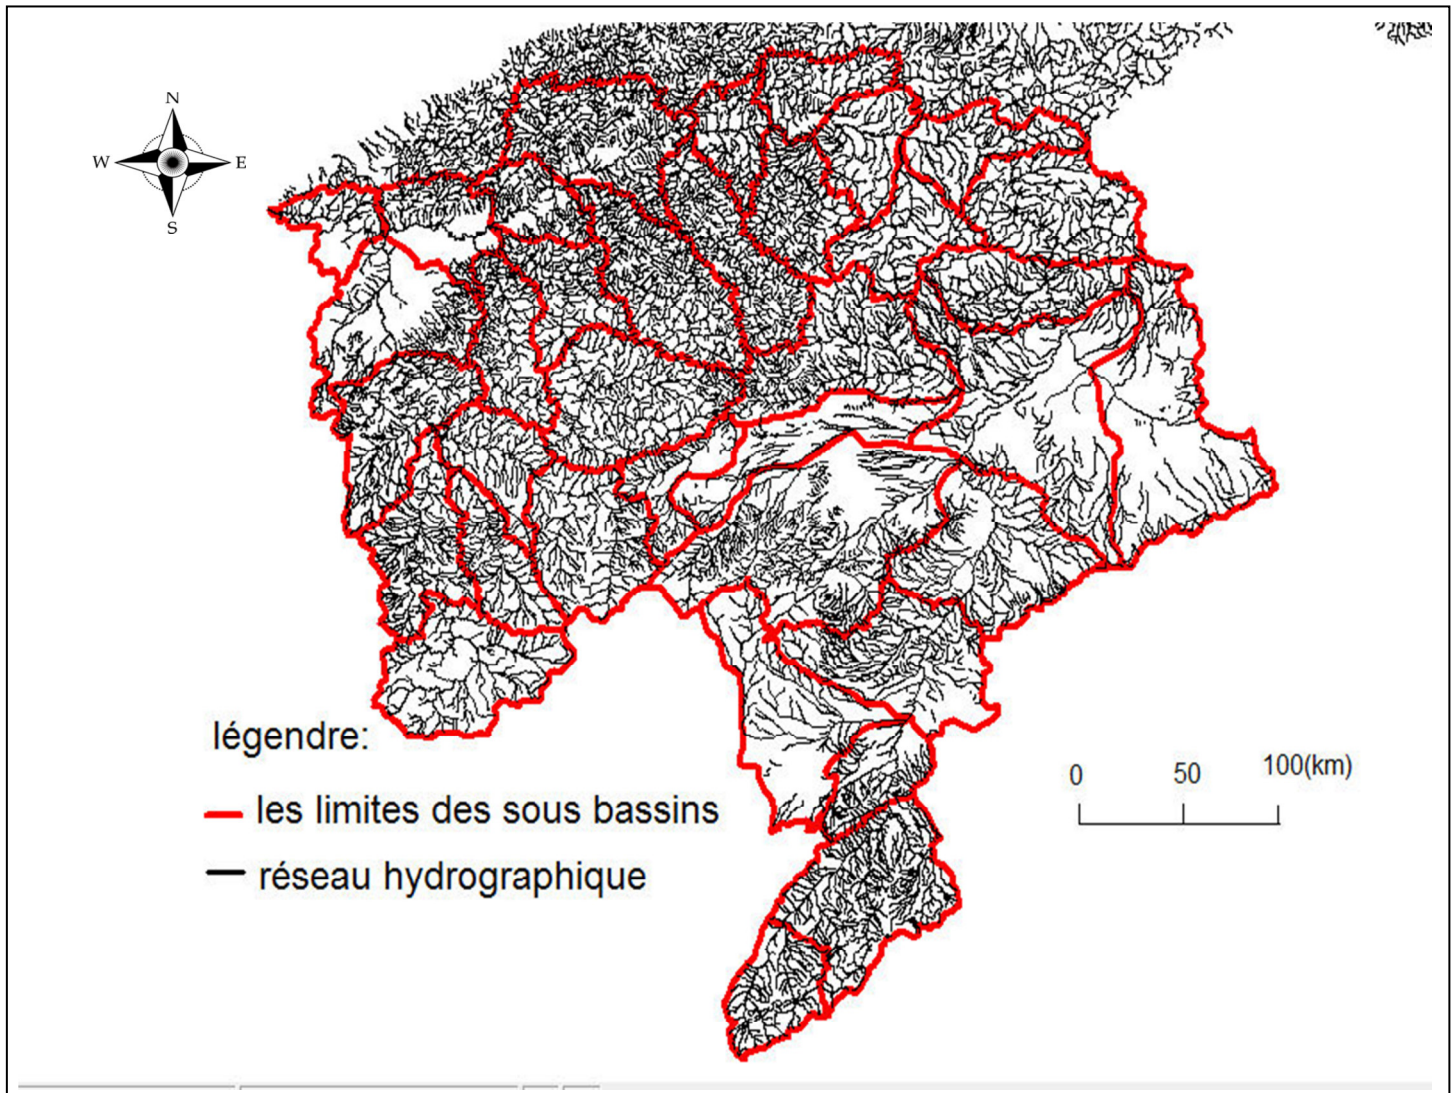 N
W E
S
légendre:
les limites des sous bassins
réseau hydrographique
0 50 100(km)